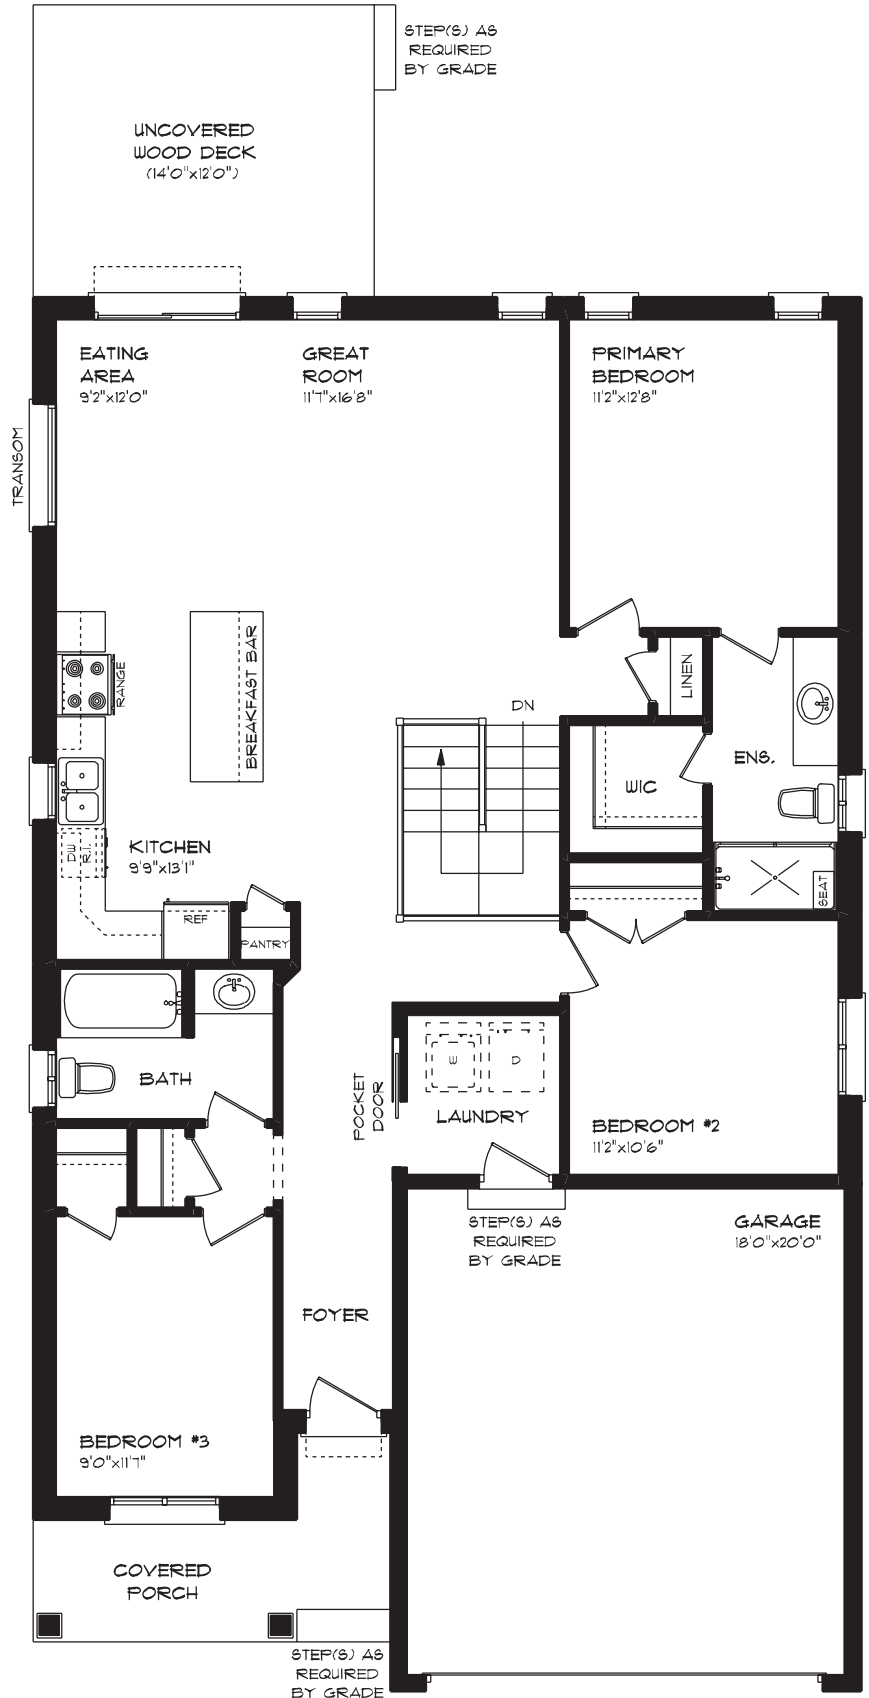 STEP(S) AS
REQUIRED
BY GRADE
UNCOVERED
WOOD DECK
(14'0"x12'0")
EATING
AREA
9'2"x12'0"
GREAT
ROOM
11'7"x16'8"
PRIMARY
BEDROOM
11'2"x12'8"
TRANSOM
RANGE
BREAKFAST BAR
LINEN
DN
ENS.
WIC
KITCHEN
9'9"x13'1"
DW
R.I.
SEAT
REF
PANTRY
BATH
POCKET
DOOR
W
D
LAUNDRY
BEDROOM #2
11'2"x10'6"
STEP(S) AS
REQUIRED
BY GRADE
GARAGE
18'0"x20'0"
FOYER
BEDROOM #3
9'0"x11'7"
COVERED
PORCH
STEP(S) AS
REQUIRED
BY GRADE